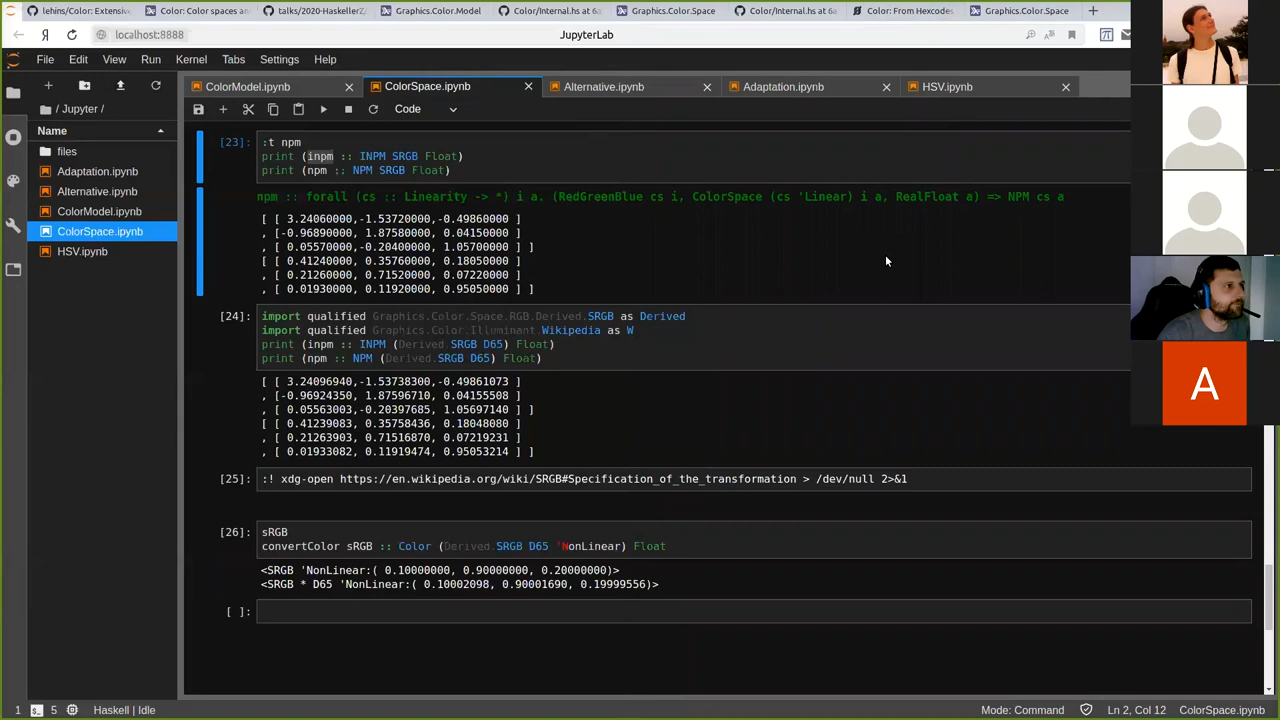 lehins/Color: Extensiv
Color: Color spaces an
talks/2020-HaskellerZ/
Graphics.Color.Model
Color/Internal.hs at 6a
Graphics.Color.Space
Color/Internal.hs at 6a
Color: From Hexcodes
Graphics.Color.Space
localhost:8888
JupyterLab
File Edit View Run Kernel Tabs Settings Help
ColorModel.ipynb
ColorSpace.ipynb
Alternative.ipynb
Adaptation.ipynb
HSV.ipynb
/ Jupyter /
Code
Name
files
Adaptation.ipynb
Alternative.ipynb
ColorModel.ipynb
ColorSpace.ipynb
HSV.ipynb
[23]: :t npm
print (inpm :: INPM SRGB Float)
print (npm :: NPM SRGB Float)
npm :: forall (cs :: Linearity -> *) i a. (RedGreenBlue cs i, ColorSpace (cs 'Linear) i a, RealFloat a) => NPM cs a
[ [ 3.24060000,-1.53720000,-0.49860000 ]
, [-0.96890000, 1.87580000, 0.04150000 ]
, [ 0.05570000,-0.20400000, 1.05700000 ] ]
[ [ 0.41240000, 0.35760000, 0.18050000 ]
, [ 0.21260000, 0.71520000, 0.07220000 ]
, [ 0.01930000, 0.11920000, 0.95050000 ] ]
[24]: import qualified Graphics.Color.Space.RGB.Derived.SRGB as Derived
import qualified Graphics.Color.Illuminant.Wikipedia as W
print (inpm :: INPM (Derived.SRGB D65) Float)
print (npm :: NPM (Derived.SRGB D65) Float)
[ [ 3.24096940,-1.53738300,-0.49861073 ]
, [-0.96924350, 1.87596710, 0.04155508 ]
, [ 0.05563003,-0.20397685, 1.05697140 ] ]
[ [ 0.41239083, 0.35758436, 0.18048080 ]
, [ 0.21263903, 0.71516870, 0.07219231 ]
, [ 0.01933082, 0.11919474, 0.95053214 ] ]
[25]: :! xdg-open https://en.wikipedia.org/wiki/SRGB#Specification_of_the_transformation > /dev/null 2>&1
[26]: sRGB
convertColor sRGB :: Color (Derived.SRGB D65 'NonLinear) Float
<SRGB 'NonLinear:( 0.10000000, 0.90000000, 0.20000000)>
<SRGB * D65 'NonLinear:( 0.10002098, 0.90001690, 0.19999556)>
[ ]:
A
1
5
Haskell | Idle
Mode: Command
Ln 2, Col 12
ColorSpace.ipynb